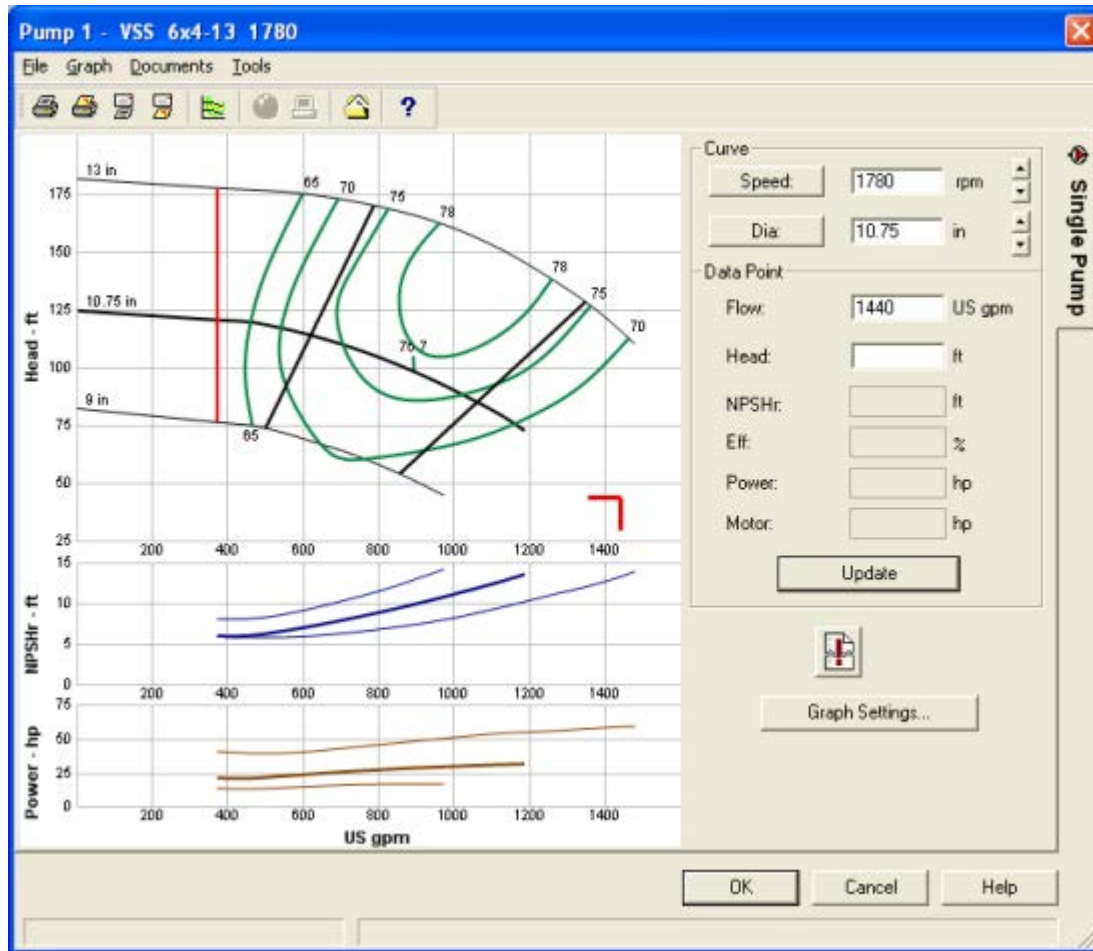 Pump 1 - VSS 6x4-13 1780
File Graph Documents Tools
?
13 in
65
70
75
78
175
150
78
75
70
10.75 in
125
76.7
100
9 in
75
65
50
25
200
400
600
800
1000
1200
1400
Head - ft
15
10
5
0
200
400
600
800
1000
1200
1400
NPSHr - ft
75
50
25
0
200
400
600
800
1000
1200
1400
Power - hp
US gpm
Curve
Speed: 1780 rpm
Dia: 10.75 in
Data Point
Flow: 1440 US gpm
Head: ft
NPSHr: ft
Eff: %
Power: hp
Motor: hp
Update
Graph Settings...
Single Pump
OK Cancel Help